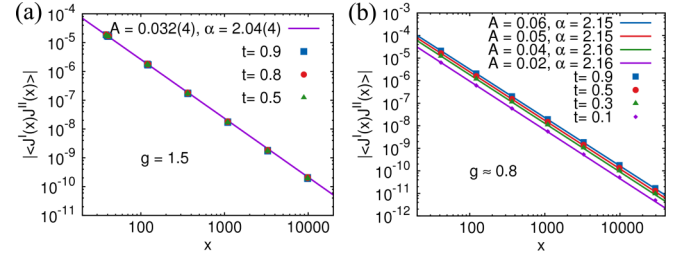 (a)
A = 0.032(4), α = 2.04(4)
t= 0.9
t= 0.8
t= 0.5
g = 1.5
|<J^I(x)J^II(x)>|
10^-4
10^-5
10^-6
10^-7
10^-8
10^-9
10^-10
10^-11
100
1000
10000
x
(b)
A = 0.06, α = 2.15
A = 0.05, α = 2.15
A = 0.04, α = 2.16
A = 0.02, α = 2.16
t= 0.9
t= 0.5
t= 0.3
t= 0.1
g ≈ 0.8
|<J^I(x)J^II(x)>|
10^-3
10^-4
10^-5
10^-6
10^-7
10^-8
10^-9
10^-10
10^-11
10^-12
100
1000
10000
x